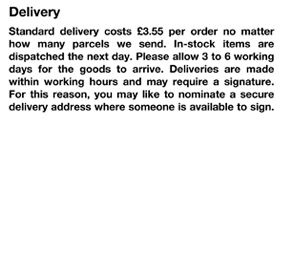 Delivery
Standard delivery costs £3.55 per order no matter
how many parcels we send. In-stock items are
dispatched the next day. Please allow 3 to 6 working
days for the goods to arrive. Deliveries are made
within working hours and may require a signature.
For this reason, you may like to nominate a secure
delivery address where someone is available to sign.